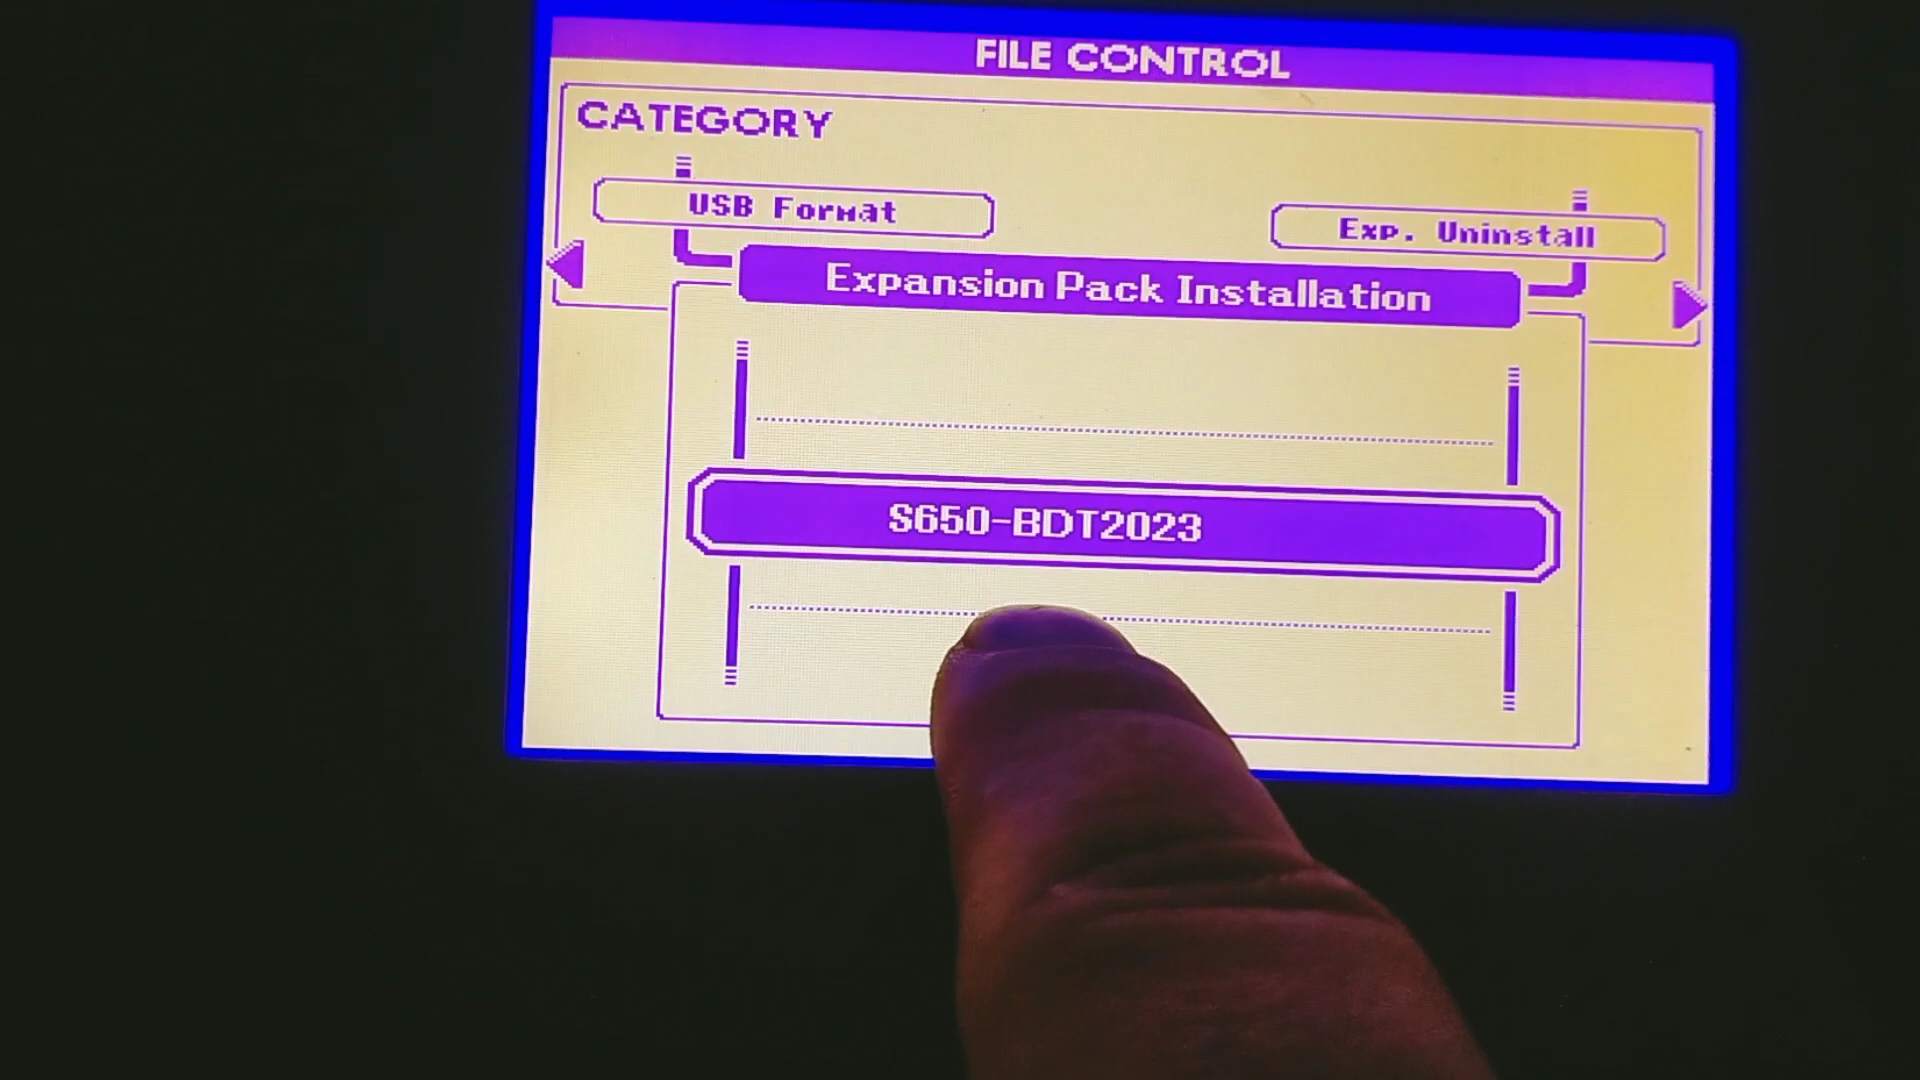 FILE CONTROL
CATEGORY
USB Format
Exp. Uninstall
Expansion Pack Installation
S650-BDT2023